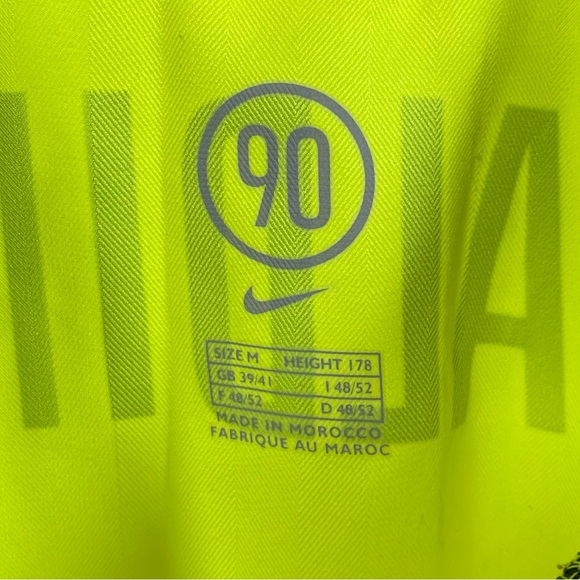 90
SIZE M HEIGHT 178
GB 39/41 I 48/52
F 48/52 D 48/52
MADE IN MOROCCO
FABRIQUE AU MAROC